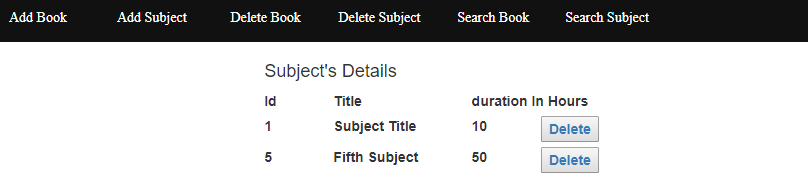 Add Book Add Subject Delete Book Delete Subject Search Book Search Subject
Subject's Details
Id Title duration In Hours
1 Subject Title 10 Delete
5 Fifth Subject 50 Delete